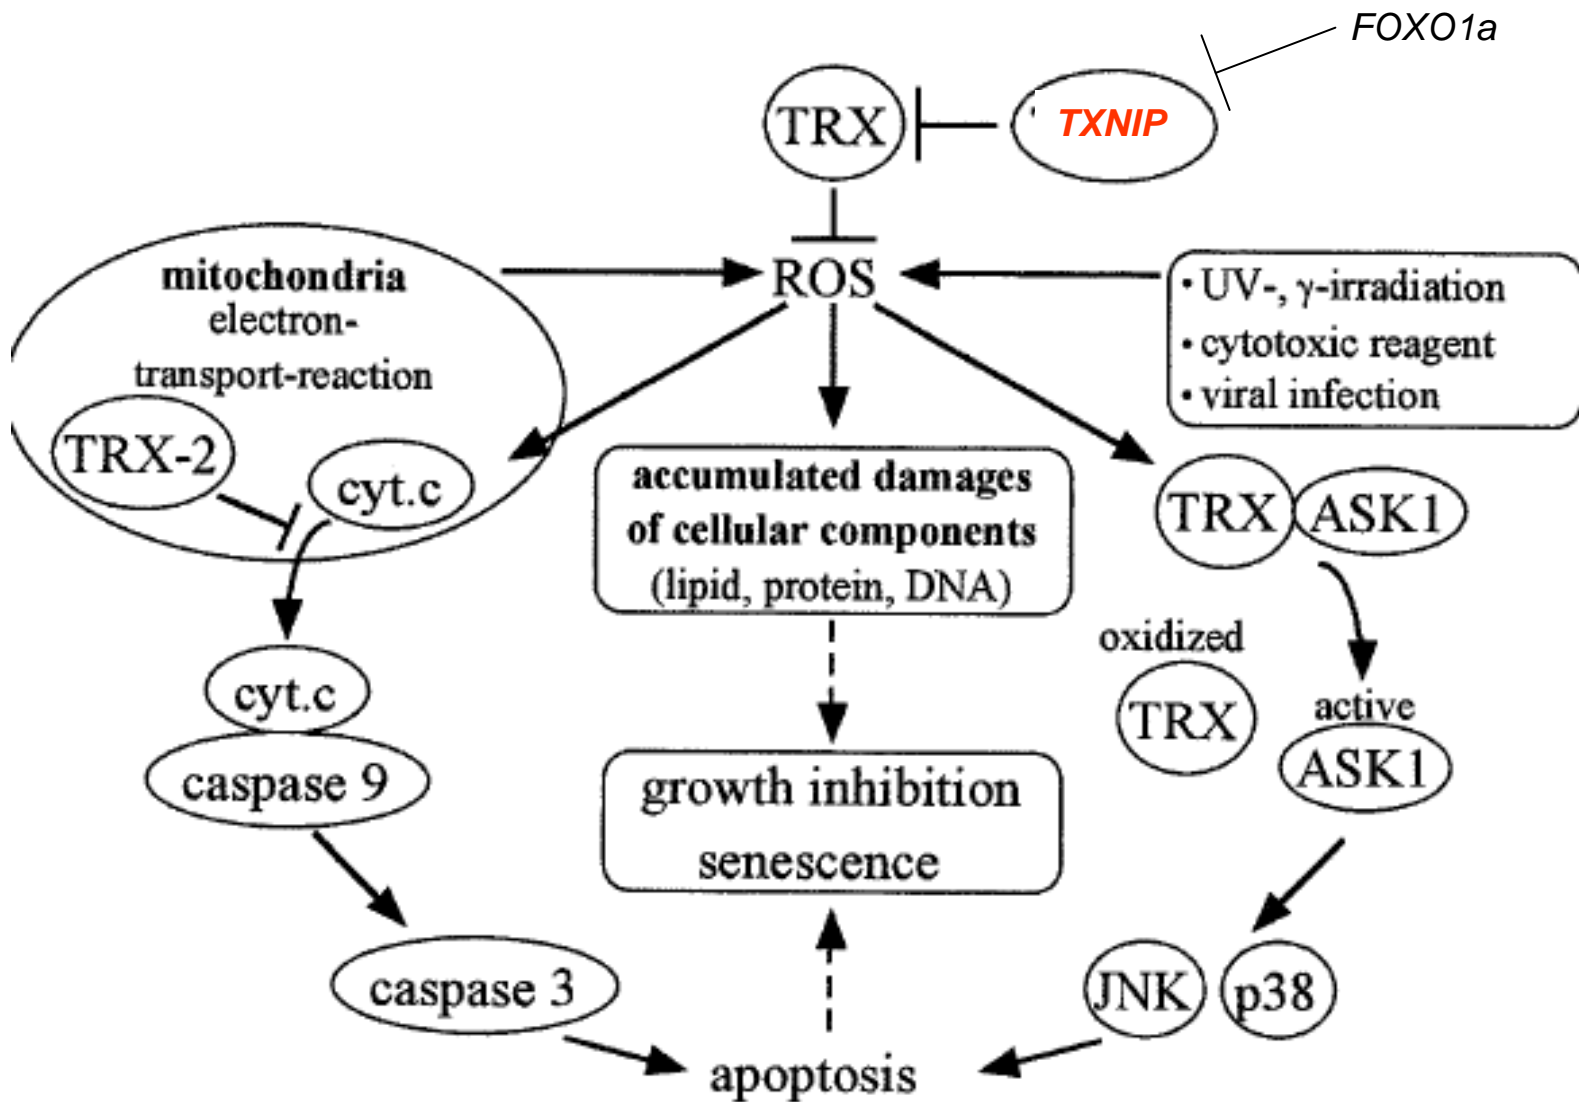 FOXO1a
TRX
TXNIP
mitochondria
electron-
transport-reaction
TRX-2
cyt.c
ROS
• UV-, γ-irradiation
• cytotoxic reagent
• viral infection
accumulated damages
of cellular components
(lipid, protein, DNA)
TRX
ASK1
oxidized
TRX
active
ASK1
cyt.c
caspase 9
growth inhibition
senescence
caspase 3
JNK
p38
apoptosis